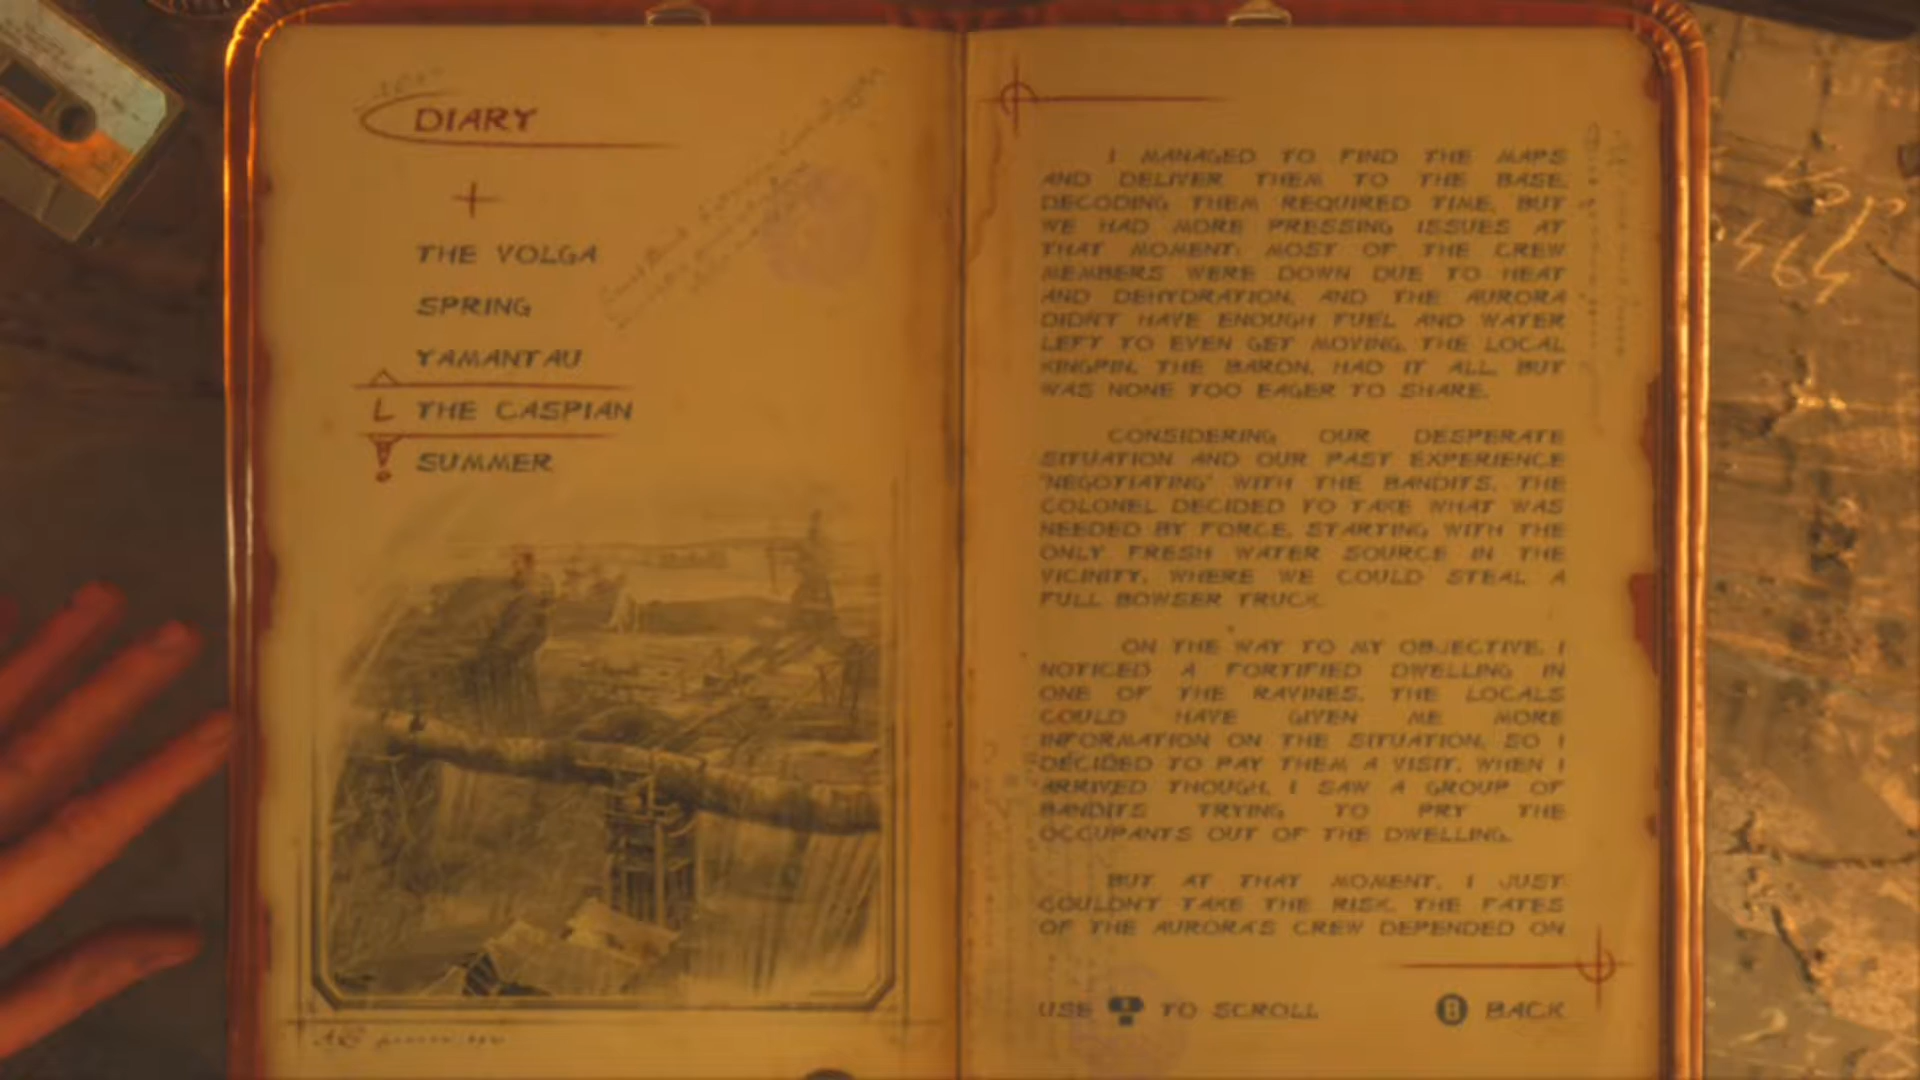 DIARY
THE VOLGA
SPRING
YAMANTAU
L THE CASPIAN
SUMMER
I MANAGED TO FIND THE MAPS
AND DELIVER THEM TO THE BASE.
DECODING THEM REQUIRED TIME, BUT
WE HAD MORE PRESSING ISSUES AT
THAT MOMENT: MOST OF THE CREW
MEMBERS WERE DOWN DUE TO HEAT
AND DEHYDRATION, AND THE AURORA
DIDN'T HAVE ENOUGH FUEL AND WATER
LEFT TO EVEN GET MOVING. THE LOCAL
KINGPIN, THE BARON, HAD IT ALL, BUT
WAS NONE TOO EAGER TO SHARE.
CONSIDERING OUR DESPERATE
SITUATION AND OUR PAST EXPERIENCE
'NEGOTIATING' WITH THE BANDITS, THE
COLONEL DECIDED TO TAKE WHAT WAS
NEEDED BY FORCE, STARTING WITH THE
ONLY FRESH WATER SOURCE IN THE
VICINITY, WHERE WE COULD STEAL A
FULL BOWSER TRUCK.
ON THE WAY TO MY OBJECTIVE, I
NOTICED A FORTIFIED DWELLING IN
ONE OF THE RAVINES. THE LOCALS
COULD HAVE GIVEN ME MORE
INFORMATION ON THE SITUATION, SO I
DECIDED TO PAY THEM A VISIT. WHEN I
ARRIVED THOUGH, I SAW A GROUP OF
BANDITS TRYING TO PRY THE
OCCUPANTS OUT OF THE DWELLING.
BUT AT THAT MOMENT, I JUST
COULDN'T TAKE THE RISK. THE FATES
OF THE AURORA'S CREW DEPENDED ON
USE TO SCROLL
B BACK